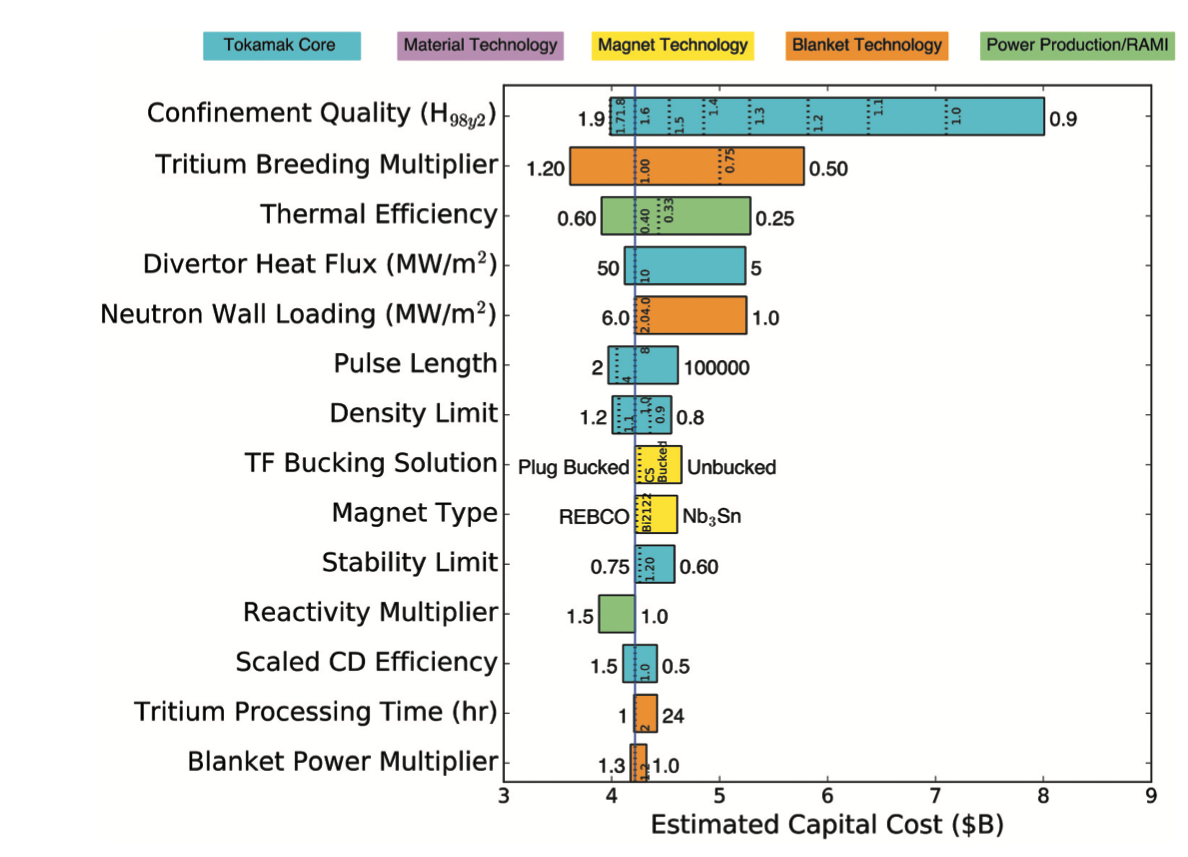 Tokamak Core Material Technology Magnet Technology Blanket Technology Power Production/RAMI
Confinement Quality (H98y2) 1.9 1.7 1.8 1.6 1.5 1.4 1.3 1.2 1.1 1.0 0.9
Tritium Breeding Multiplier 1.20 1.00 0.75 0.50
Thermal Efficiency 0.60 0.40 0.33 0.25
Divertor Heat Flux (MW/m²) 50 10 5
Neutron Wall Loading (MW/m²) 6.0 2.04.0 1.0
Pulse Length 2 4 8 100000
Density Limit 1.2 1.1 1.0 0.9 0.8
TF Bucking Solution Plug Bucked CS Bucked Unbucked
Magnet Type REBCO Bi2122 Nb₃Sn
Stability Limit 0.75 1.20 0.60
Reactivity Multiplier 1.5 1.0
Scaled CD Efficiency 1.5 1.0 0.5
Tritium Processing Time (hr) 1 2 24
Blanket Power Multiplier 1.3 1.2 1.0
3 4 5 6 7 8 9
Estimated Capital Cost ($B)